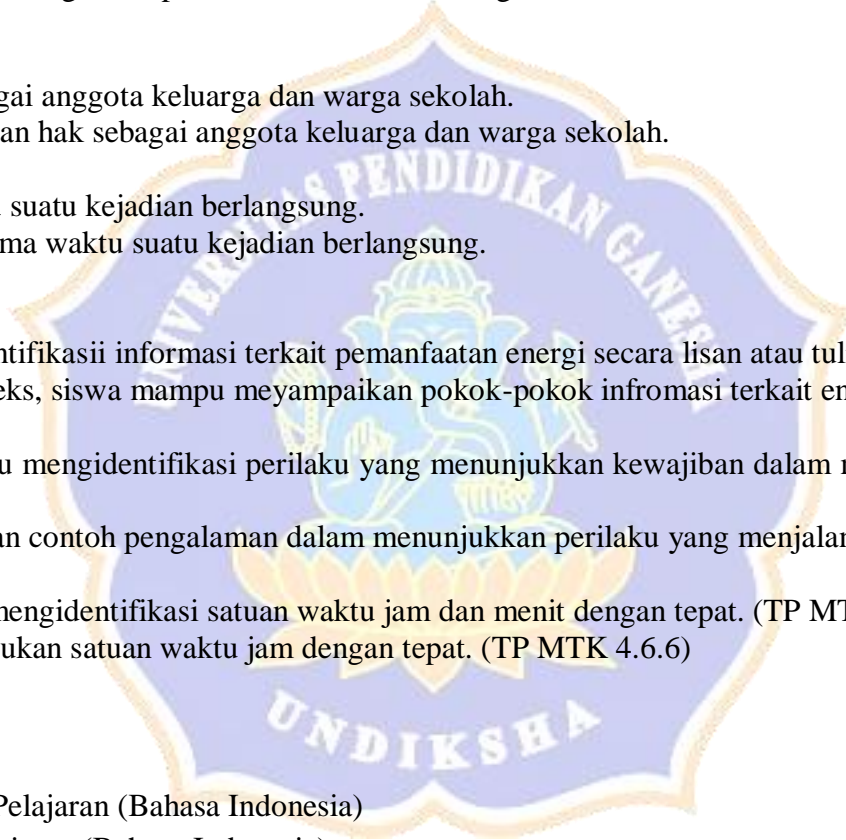 gai anggota keluarga dan warga sekolah.
an hak sebagai anggota keluarga dan warga sekolah.
suatu kejadian berlangsung.
ma waktu suatu kejadian berlangsung.
ntifikasii informasi terkait pemanfaatan energi secara lisan atau tul
eks, siswa mampu meyampaikan pokok-pokok infromasi terkait en
u mengidentifikasi perilaku yang menunjukkan kewajiban dalam
an contoh pengalaman dalam menunjukkan perilaku yang menjalan
mengidentifikasi satuan waktu jam dan menit dengan tepat. (TP MT
ukan satuan waktu jam dengan tepat. (TP MTK 4.6.6)
Pelajaran (Bahasa Indonesia)
UNIVERSITAS PENDIDIKAN GANESHA
UNDIKSHA